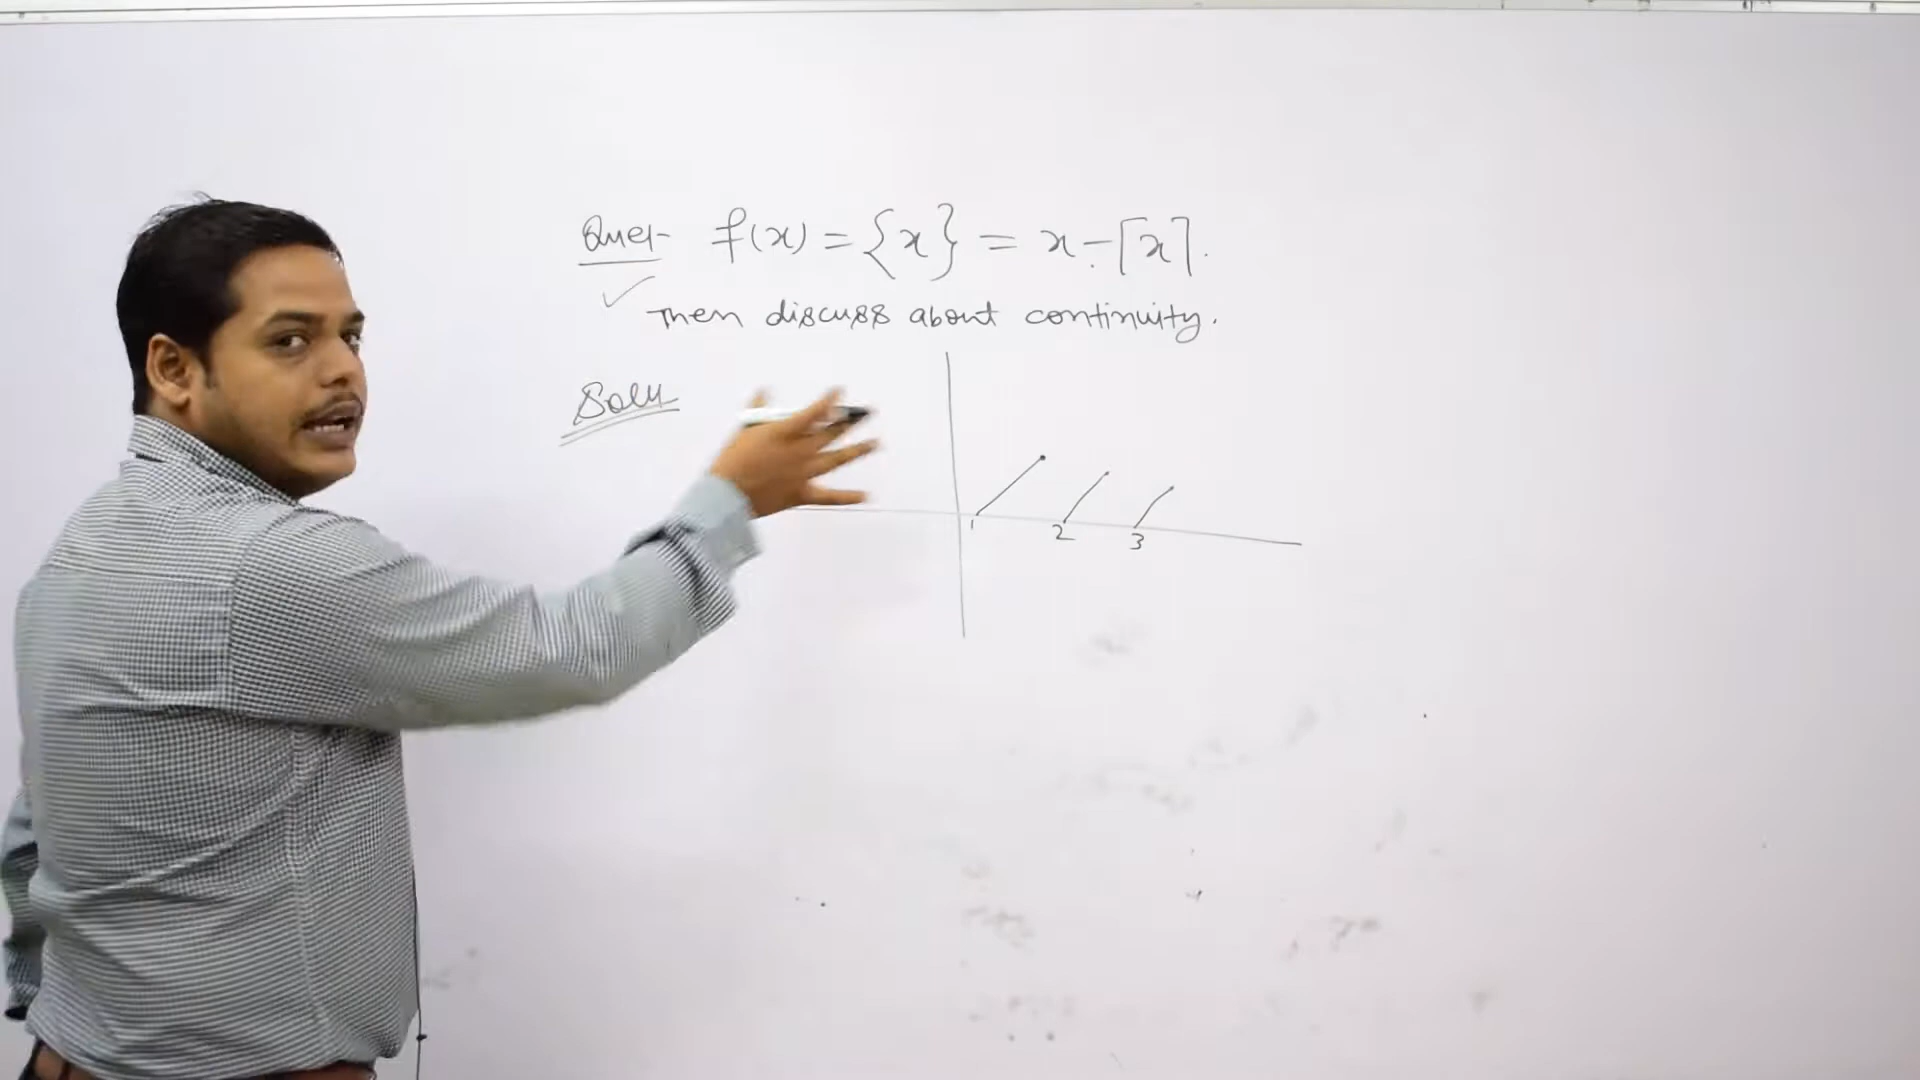 Ques- f(x) = {x} = x - [x].
Then discuss about continuity.
Soln
1 2 3